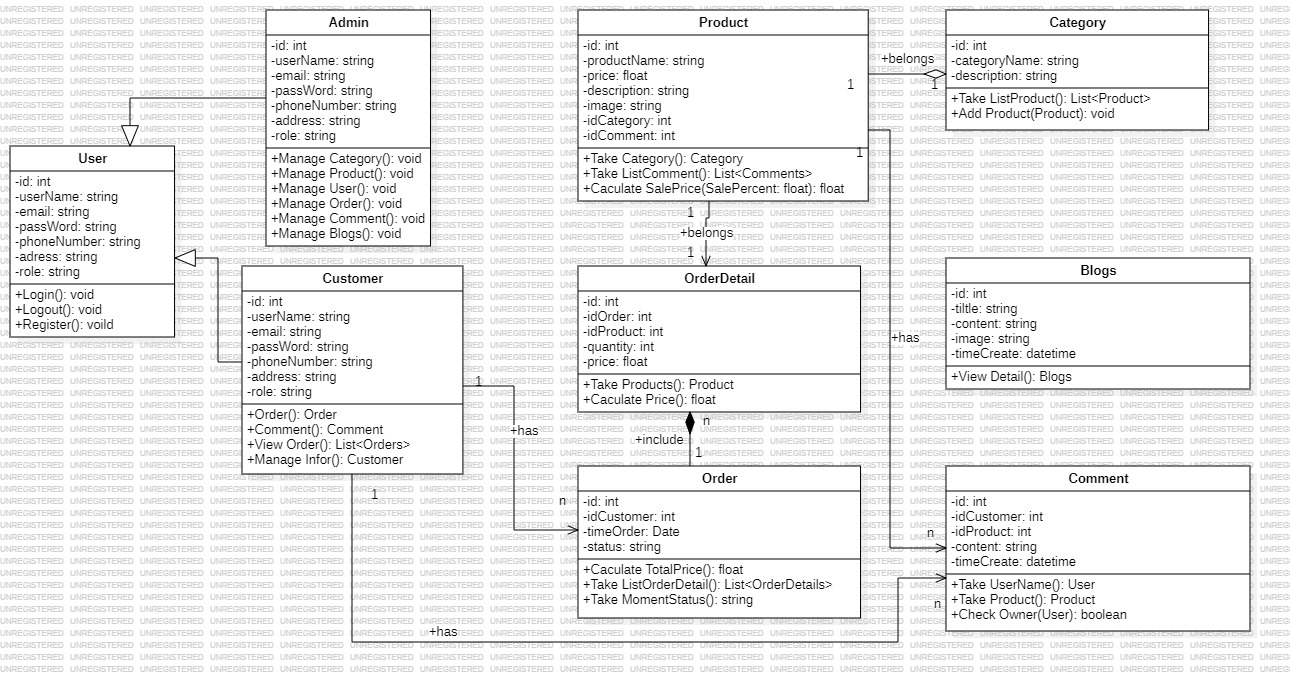 Admin
-id: int
-userName: string
-email: string
-passWord: string
-phoneNumber: string
-address: string
-role: string
+Manage Category(): void
+Manage Product(): void
+Manage User(): void
+Manage Order(): void
+Manage Comment(): void
+Manage Blogs(): void
Product
-id: int
-productName: string
-price: float
-description: string
-image: string
-idCategory: int
-idComment: int
+Take Category(): Category
+Take ListComment(): List<Comments>
+Caculate SalePrice(SalePercent: float): float
1
1
+belongs
1
Category
-id: int
-categoryName: string
-description: string
+Take ListProduct(): List<Product>
+Add Product(Product): void
User
-id: int
-userName: string
-email: string
-passWord: string
-phoneNumber: string
-adress: string
-role: string
+Login(): void
+Logout(): void
+Register(): voild
1
+belongs
1
Customer
-id: int
-userName: string
-email: string
-passWord: string
-phoneNumber: string
-address: string
-role: string
+Order(): Order
+Comment(): Comment
+View Order(): List<Orders>
+Manage Infor(): Customer
1
+has
n
1
+has
n
OrderDetail
-id: int
-idOrder: int
-idProduct: int
-quantity: int
-price: float
+Take Products(): Product
+Caculate Price(): float
n
+include
1
+has
n
Blogs
-id: int
-tiltle: string
-content: string
-image: string
-timeCreate: datetime
+View Detail(): Blogs
Order
-id: int
-idCustomer: int
-timeOrder: Date
-status: string
+Caculate TotalPrice(): float
+Take ListOrderDetail(): List<OrderDetails>
+Take MomentStatus(): string
Comment
-id: int
-idCustomer: int
-idProduct: int
-content: string
-timeCreate: datetime
+Take UserName(): User
+Take Product(): Product
+Check Owner(User): boolean
UNREGISTERED